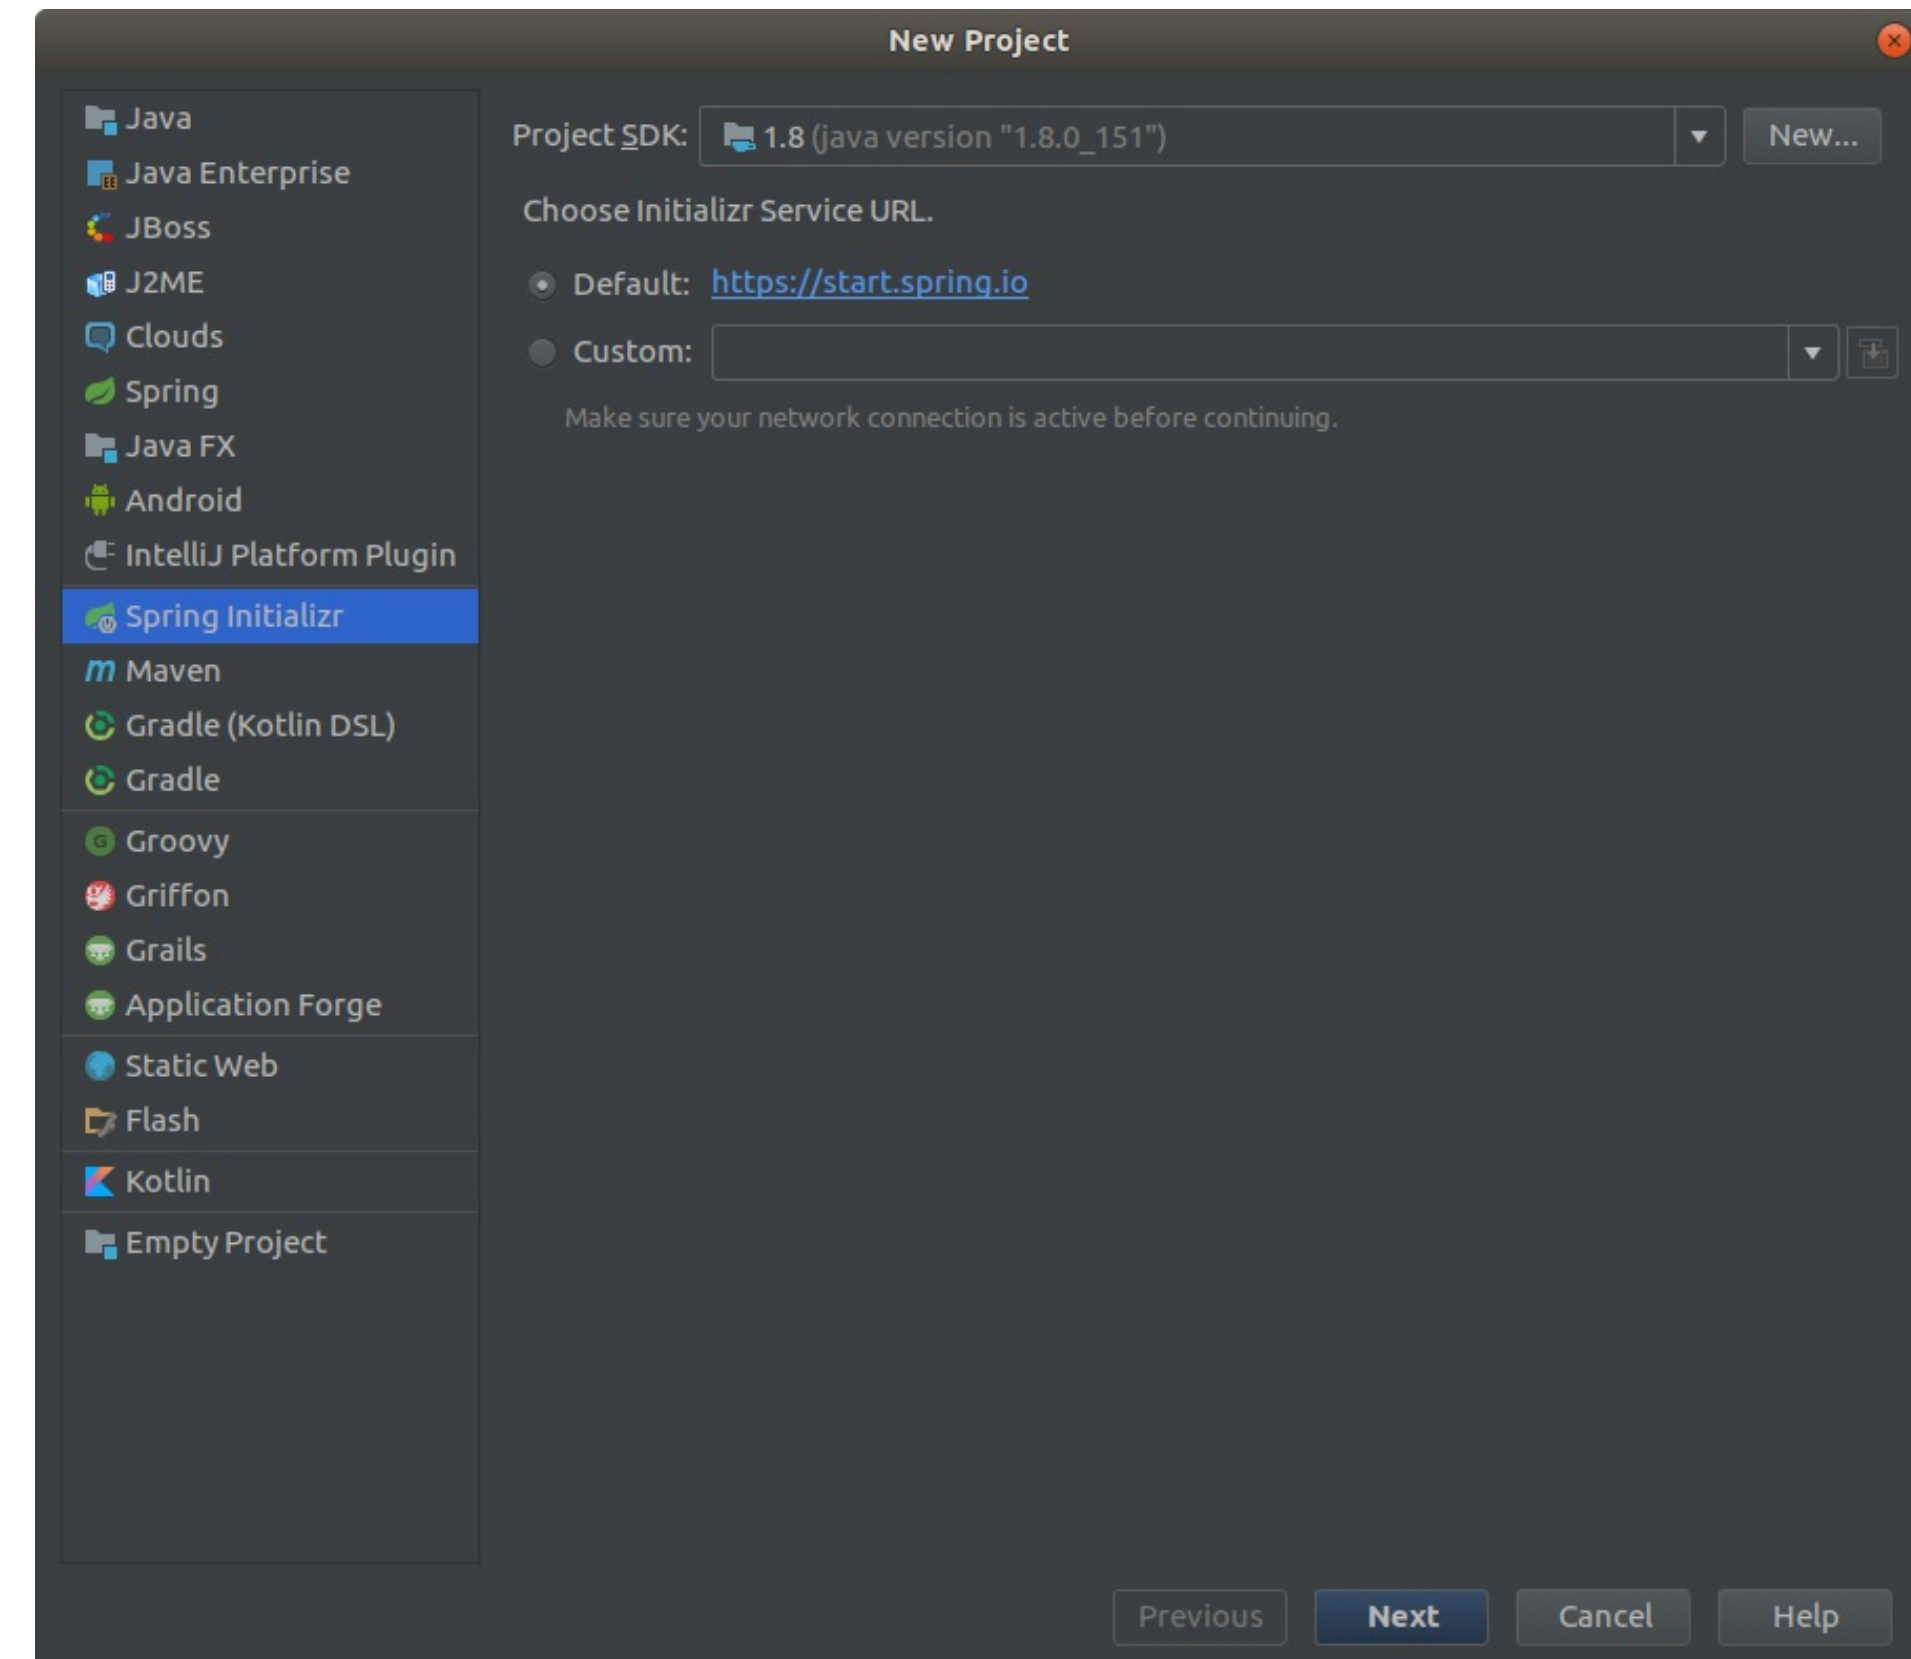 New Project
Java
Java Enterprise
JBoss
J2ME
Clouds
Spring
Java FX
Android
IntelliJ Platform Plugin
Spring Initializr
Maven
Gradle (Kotlin DSL)
Gradle
Groovy
Griffon
Grails
Application Forge
Static Web
Flash
Kotlin
Empty Project
Project SDK: 1.8 (java version "1.8.0_151") New...
Choose Initializr Service URL.
Default: https://start.spring.io
Custom:
Make sure your network connection is active before continuing.
Previous Next Cancel Help